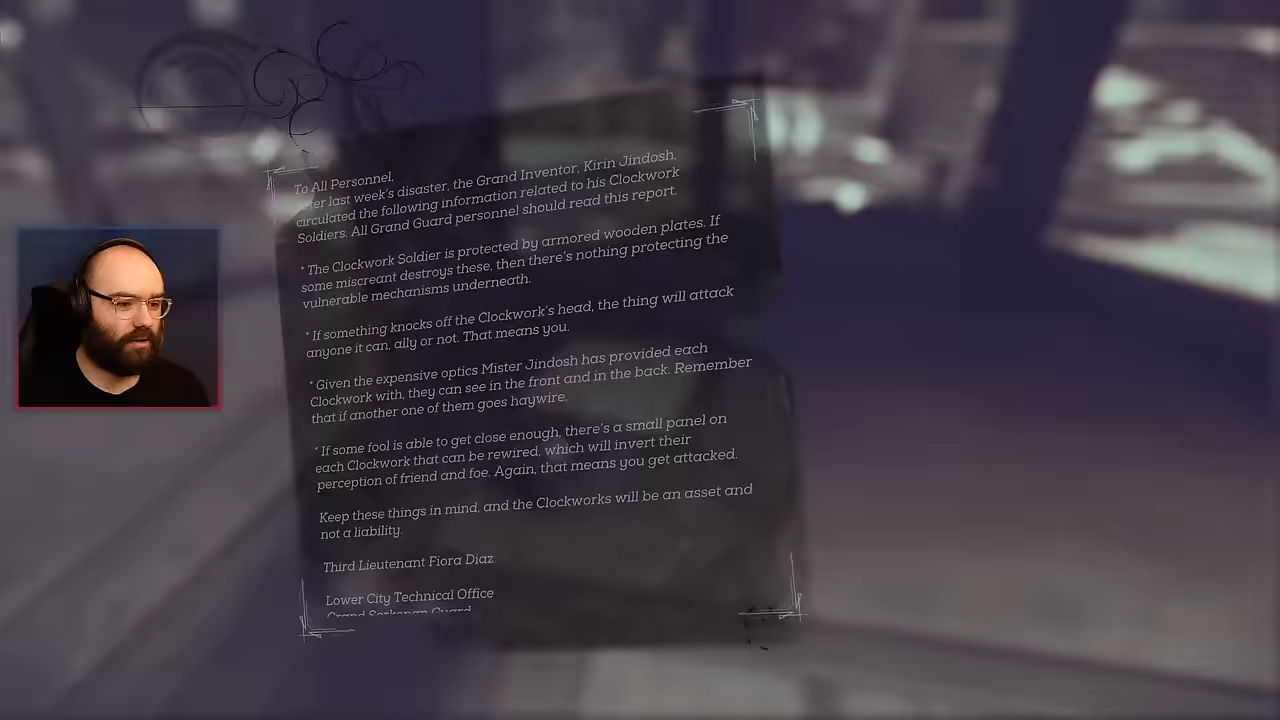 To All Personnel,
After last week's disaster, the Grand Inventor, Kirin Jindosh,
circulated the following information related to his Clockwork
Soldiers. All Grand Guard personnel should read this report.
* The Clockwork Soldier is protected by armored wooden plates. If
some miscreant destroys these, then there's nothing protecting the
vulnerable mechanisms underneath.
* If something knocks off the Clockwork's head, the thing will attack
anyone it can, ally or not. That means you.
* Given the expensive optics Mister Jindosh has provided each
Clockwork with, they can see in the front and in the back. Remember
that if another one of them goes haywire.
* If some fool is able to get close enough, there's a small panel on
each Clockwork that can be rewired, which will invert their
perception of friend and foe. Again, that means you get attacked.
Keep these things in mind, and the Clockworks will be an asset and
not a liability.
Third Lieutenant Fiora Diaz
Lower City Technical Office
Grand Serkonan Guard